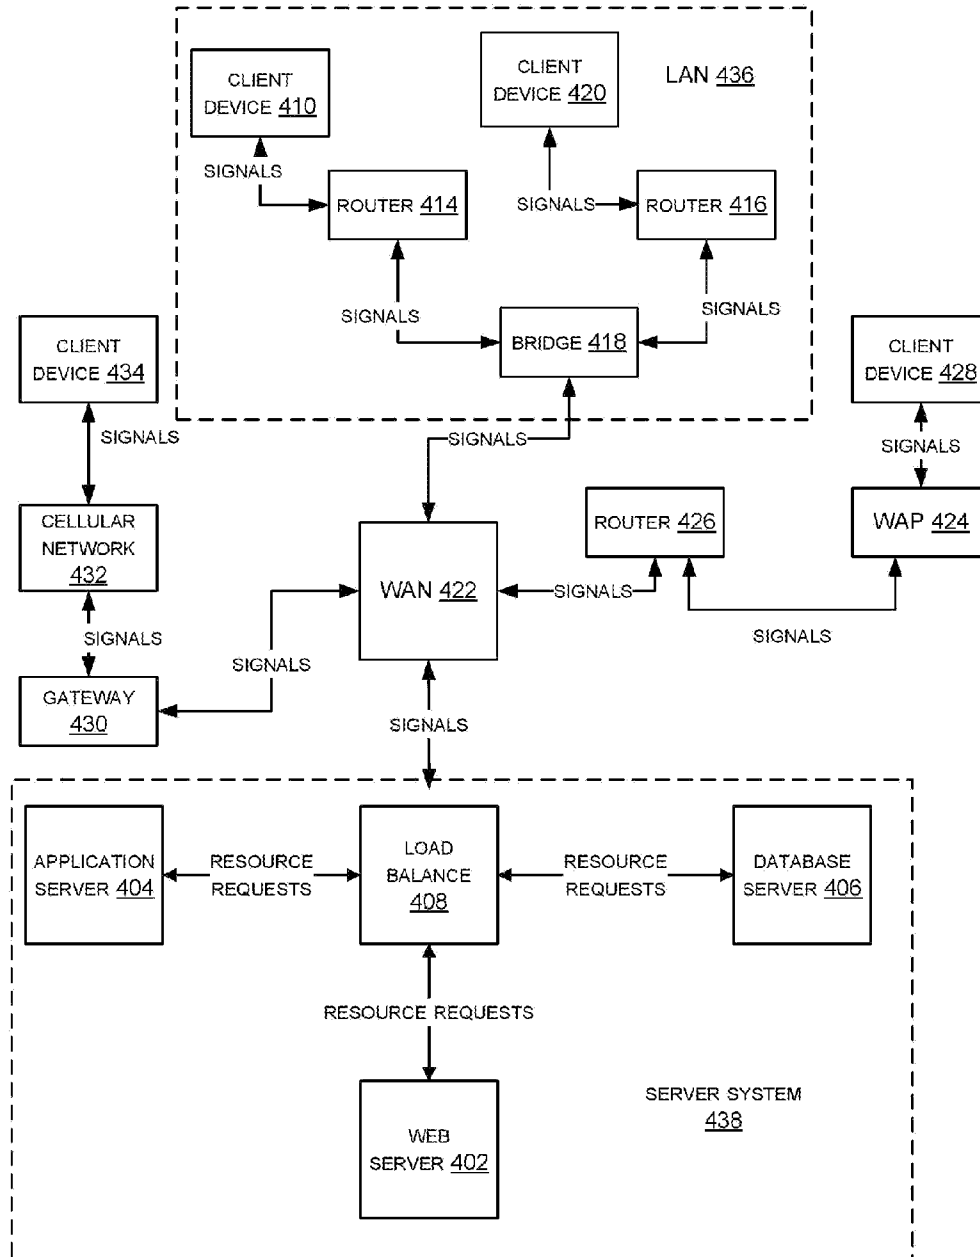 CLIENT
DEVICE 410
CLIENT
DEVICE 420
LAN 436
SIGNALS
SIGNALS
ROUTER 414
ROUTER 416
SIGNALS
SIGNALS
BRIDGE 418
CLIENT
DEVICE 434
CLIENT
DEVICE 428
SIGNALS
SIGNALS
SIGNALS
CELLULAR
NETWORK
432
ROUTER 426
WAP 424
WAN 422
SIGNALS
SIGNALS
SIGNALS
SIGNALS
GATEWAY
430
SIGNALS
APPLICATION
SERVER 404
RESOURCE
REQUESTS
LOAD
BALANCE
408
RESOURCE
REQUESTS
DATABASE
SERVER 406
RESOURCE REQUESTS
SERVER SYSTEM
438
WEB
SERVER 402